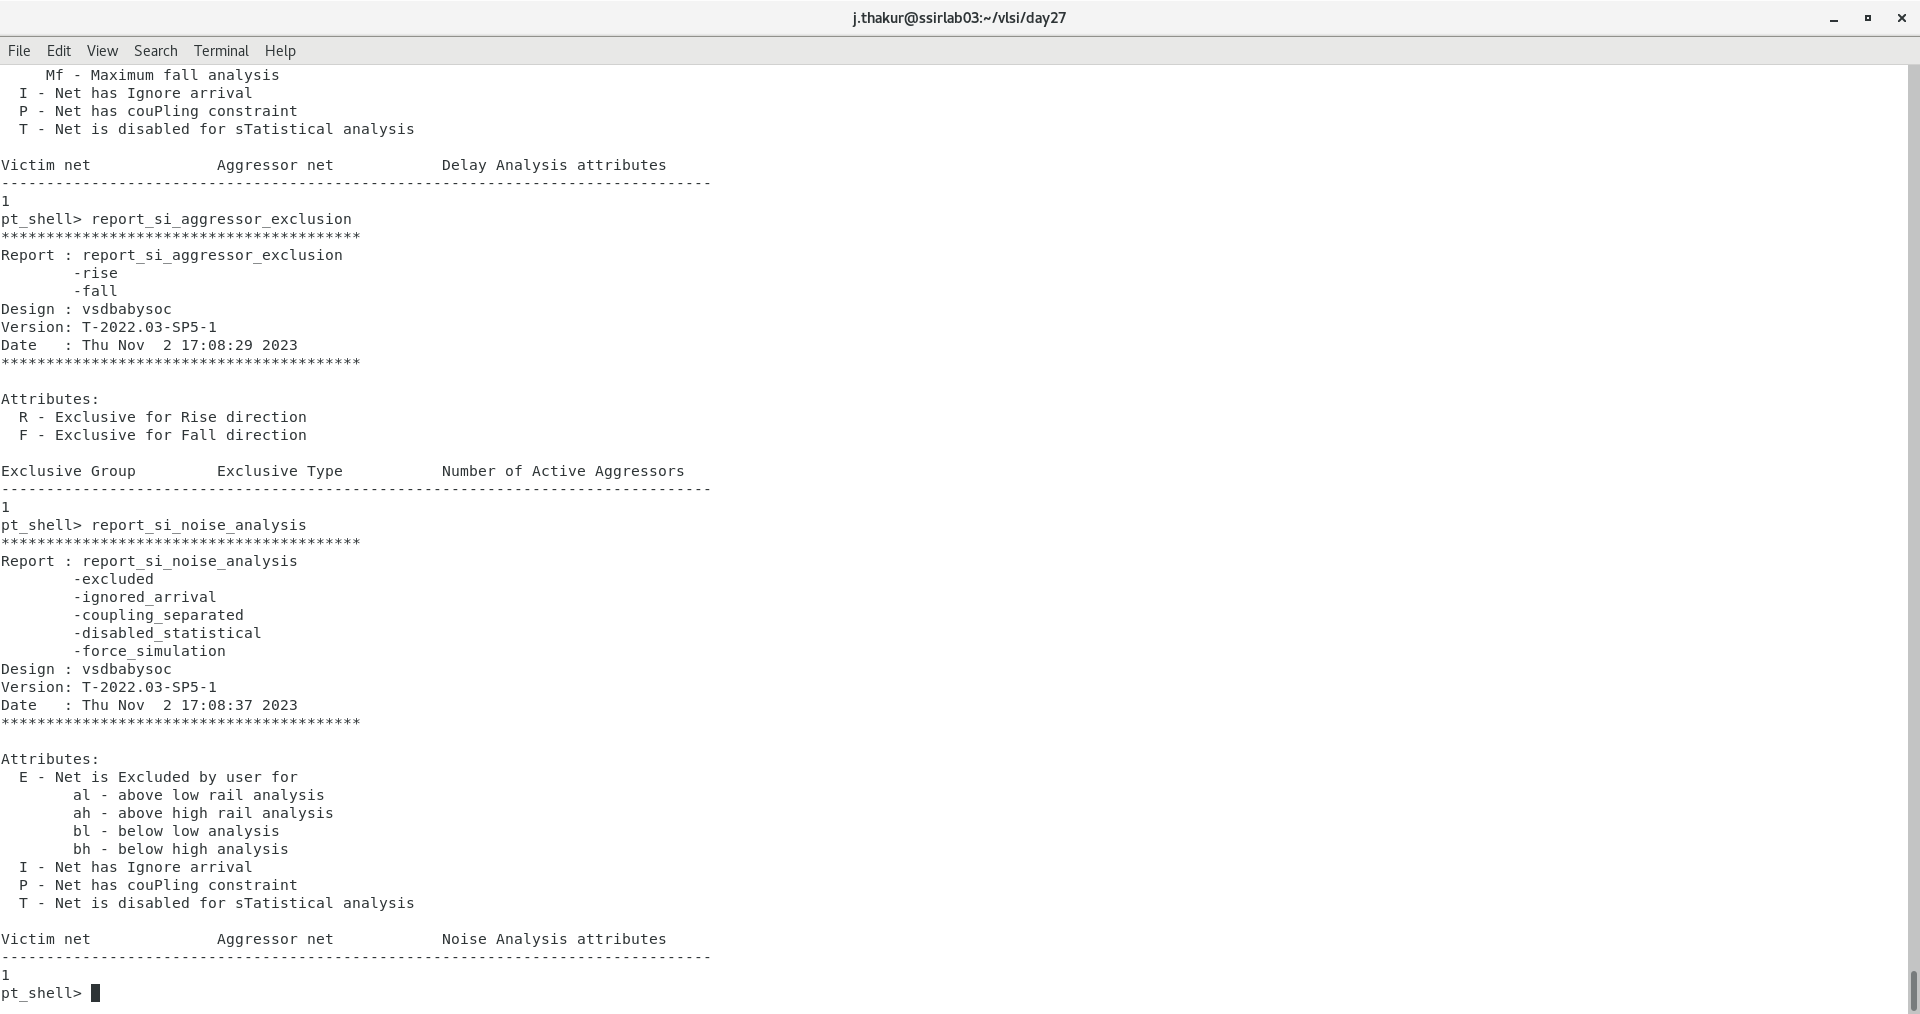 j.thakur@ssirlab03:~/vlsi/day27
File Edit View Search Terminal Help
     Mf - Maximum fall analysis
  I - Net has Ignore arrival
  P - Net has couPling constraint
  T - Net is disabled for sTatistical analysis

Victim net              Aggressor net            Delay Analysis attributes
-------------------------------------------------------------------------------
1
pt_shell> report_si_aggressor_exclusion
****************************************
Report : report_si_aggressor_exclusion
        -rise
        -fall
Design : vsdbabysoc
Version: T-2022.03-SP5-1
Date   : Thu Nov  2 17:08:29 2023
****************************************

Attributes:
  R - Exclusive for Rise direction
  F - Exclusive for Fall direction

Exclusive Group         Exclusive Type           Number of Active Aggressors
-------------------------------------------------------------------------------
1
pt_shell> report_si_noise_analysis
****************************************
Report : report_si_noise_analysis
        -excluded
        -ignored_arrival
        -coupling_separated
        -disabled_statistical
        -force_simulation
Design : vsdbabysoc
Version: T-2022.03-SP5-1
Date   : Thu Nov  2 17:08:37 2023
****************************************

Attributes:
  E - Net is Excluded by user for
        al - above low rail analysis
        ah - above high rail analysis
        bl - below low analysis
        bh - below high analysis
  I - Net has Ignore arrival
  P - Net has couPling constraint
  T - Net is disabled for sTatistical analysis

Victim net              Aggressor net            Noise Analysis attributes
-------------------------------------------------------------------------------
1
pt_shell>